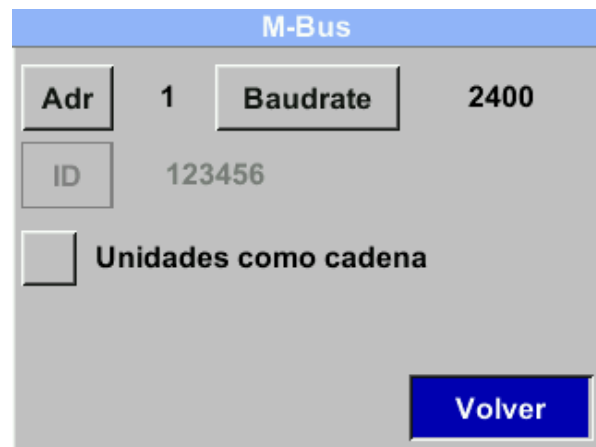 M-Bus
Adr 1 Baudrate 2400
ID 123456
Unidades como cadena
Volver